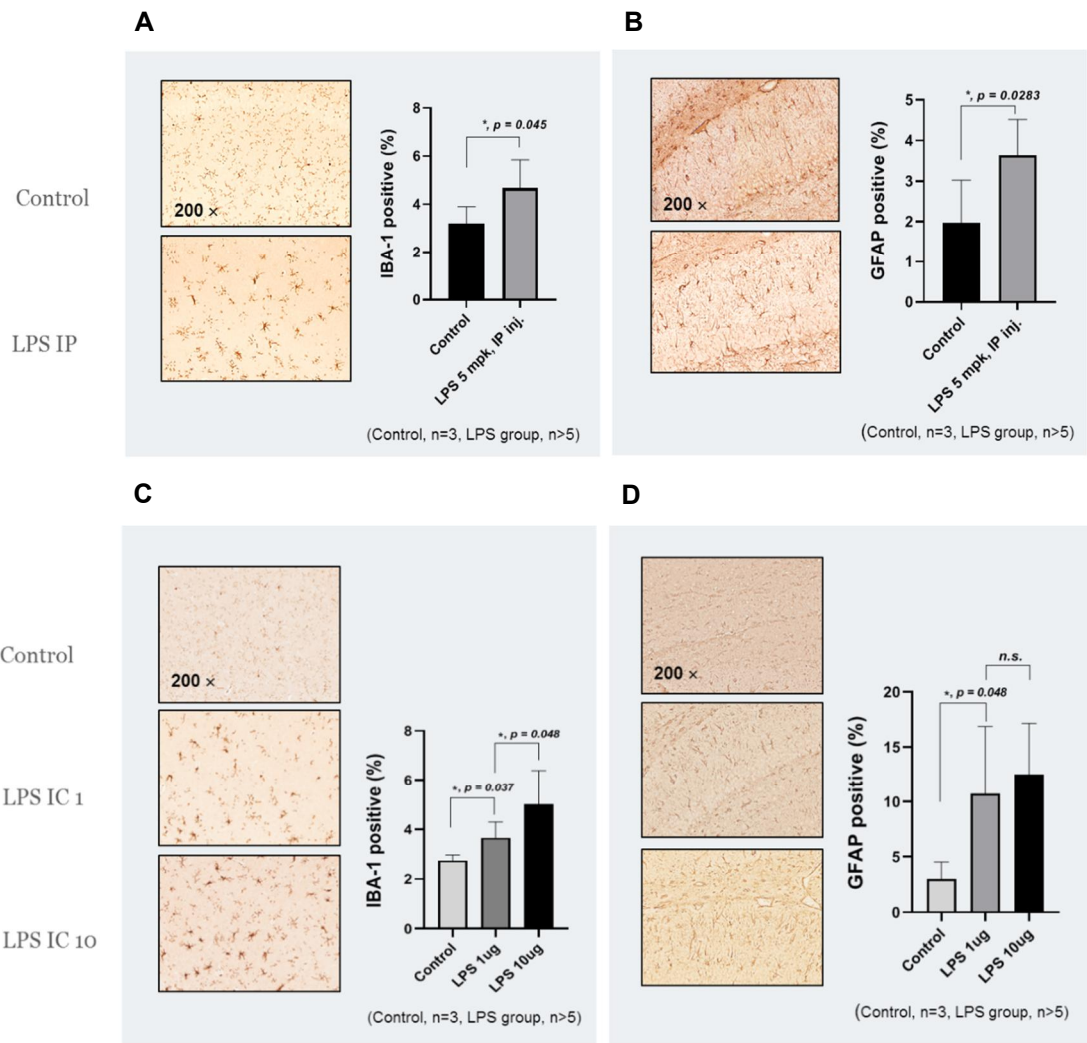 A
B
Control
LPS IP
200 ×
IBA-1 positive (%)
8
6
4
2
0
*, p = 0.045
Control
LPS 5 mpk, IP inj.
(Control, n=3, LPS group, n>5)
200 ×
GFAP positive (%)
5
4
3
2
1
0
*, p = 0.0283
Control
LPS 5 mpk, IP inj.
(Control, n=3, LPS group, n>5)
C
D
Control
LPS IC 1
LPS IC 10
200 ×
IBA-1 positive (%)
8
6
4
2
0
*, p = 0.037
*, p = 0.048
Control
LPS 1ug
LPS 10ug
(Control, n=3, LPS group, n>5)
200 ×
GFAP positive (%)
20
15
10
5
0
*, p = 0.048
n.s.
Control
LPS 1ug
LPS 10ug
(Control, n=3, LPS group, n>5)